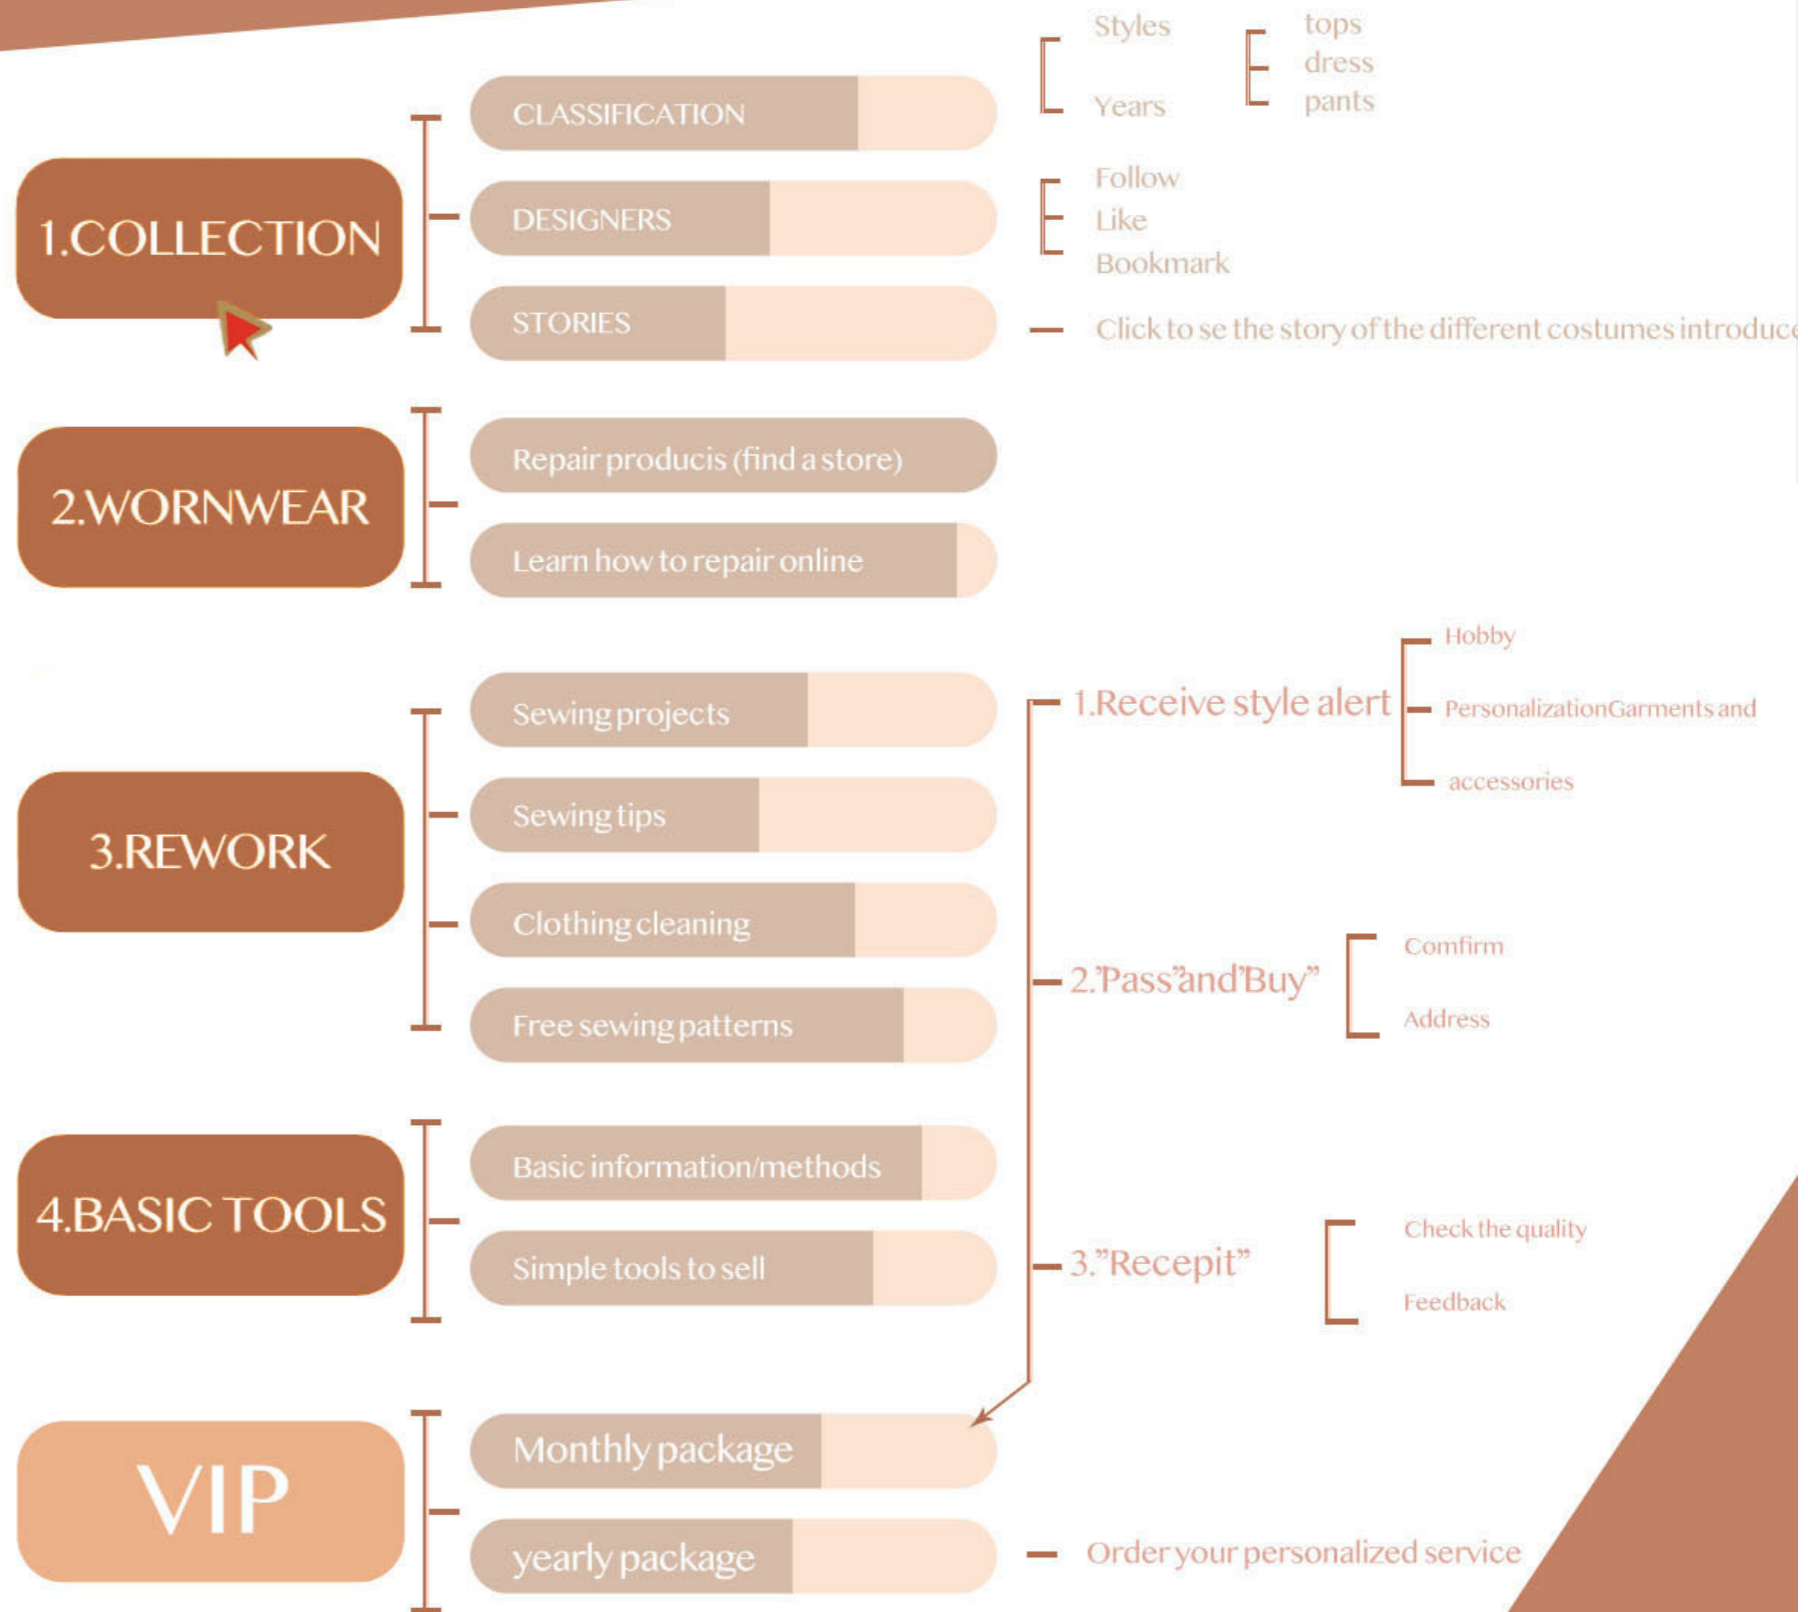 1.COLLECTION
CLASSIFICATION
Styles
Years
tops
dress
pants
DESIGNERS
Follow
Like
Bookmark
STORIES
Click to se the story of the different costumes introduc
2.WORNWEAR
Repair producis (find a store)
Learn how to repair online
3.REWORK
Sewing projects
Sewing tips
Clothing cleaning
Free sewing patterns
4.BASIC TOOLS
Basic information/methods
Simple tools to sell
VIP
Monthly package
1.Receive style alert
Hobby
PersonalizationGarments and
accessories
2."Pass"and"Buy"
Comfirm
Address
3."Recepit"
Check the quality
Feedback
yearly package
Order your personalized service